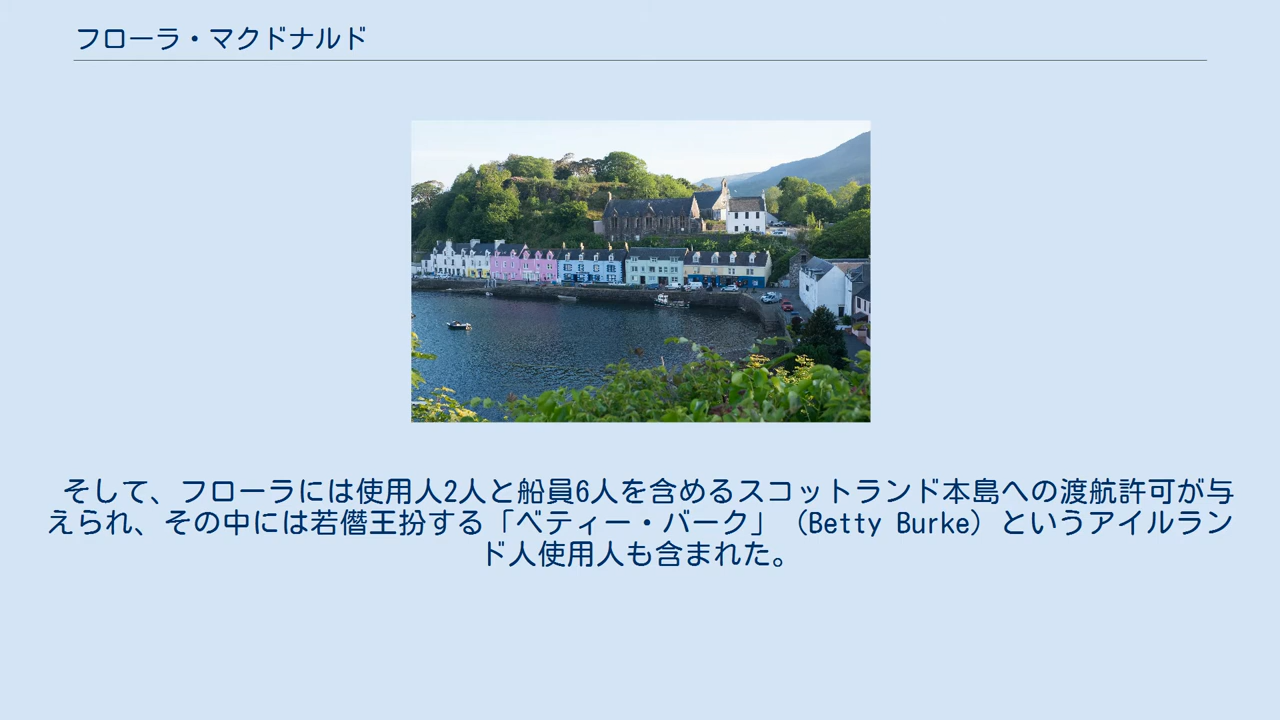 フローラ・マクドナルド
そして、フローラには使用人2人と船員6人を含めるスコットランド本島への渡航許可が与
えられ、その中には若僭王扮する「ベティー・バーク」（Betty Burke）というアイルラン
ド人使用人も含まれた。